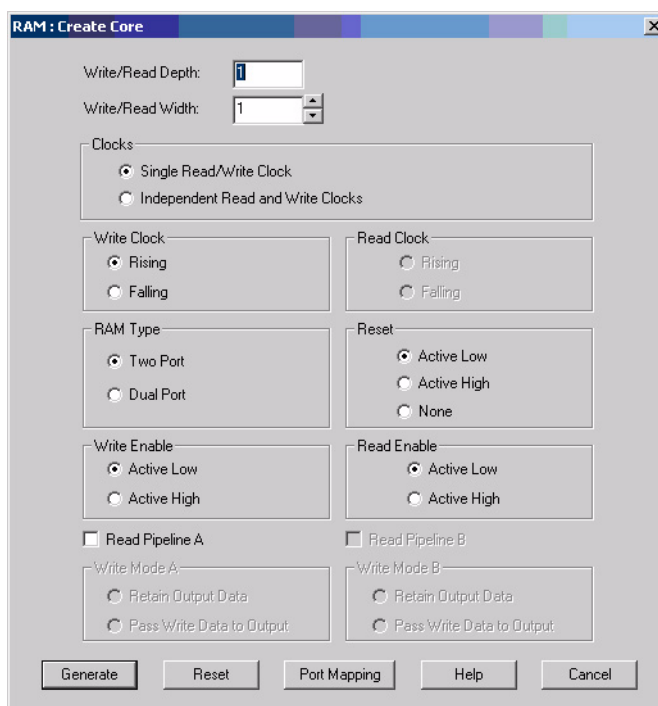 RAM : Create Core
Write/Read Depth: 1
Write/Read Width: 1
Clocks
Single Read/Write Clock
Independent Read and Write Clocks
Write Clock Read Clock
Rising Rising
Falling Falling
RAM Type Reset
Two Port Active Low
Dual Port Active High
None
Write Enable Read Enable
Active Low Active Low
Active High Active High
Read Pipeline A Read Pipeline B
Write Mode A Write Mode B
Retain Output Data Retain Output Data
Pass Write Data to Output Pass Write Data to Output
Generate Reset Port Mapping Help Cancel